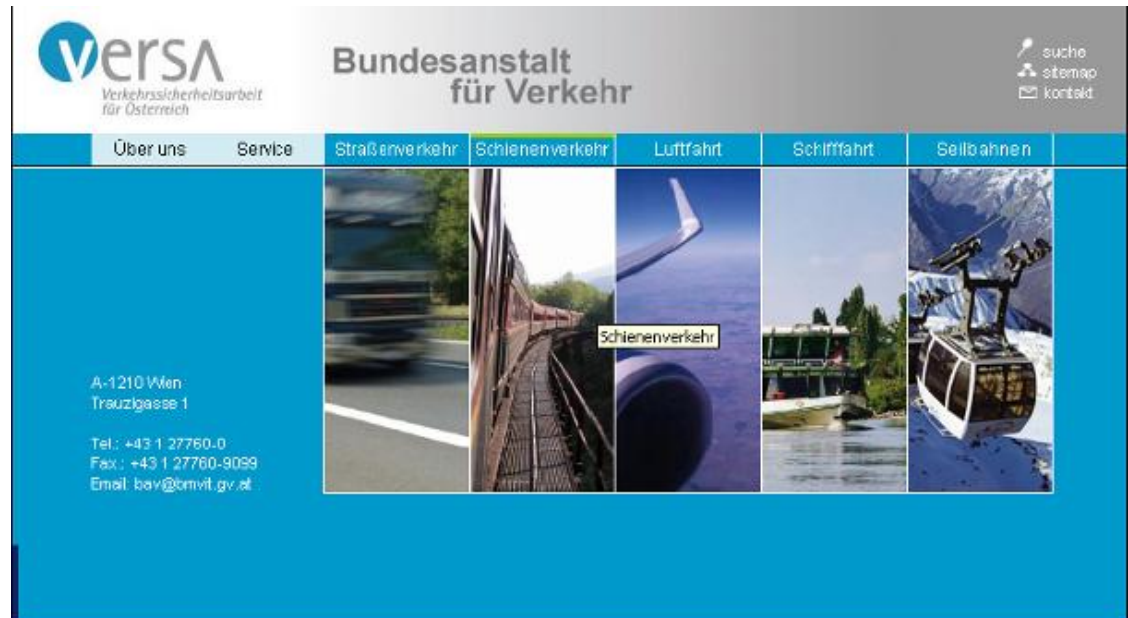 versa
Verkehrssicherheitsarbeit
für Österreich
Bundesanstalt
für Verkehr
suche
sitemap
kontakt
Über uns Service Straßenverkehr Schienenverkehr Luftfahrt Schifffahrt Seilbahnen
Schienenverkehr
A-1210 Wien
Trauzlgasse 1
Tel.: +43 1 27760-0
Fax.: +43 1 27760-9099
Email: bav@bmvit.gv.at